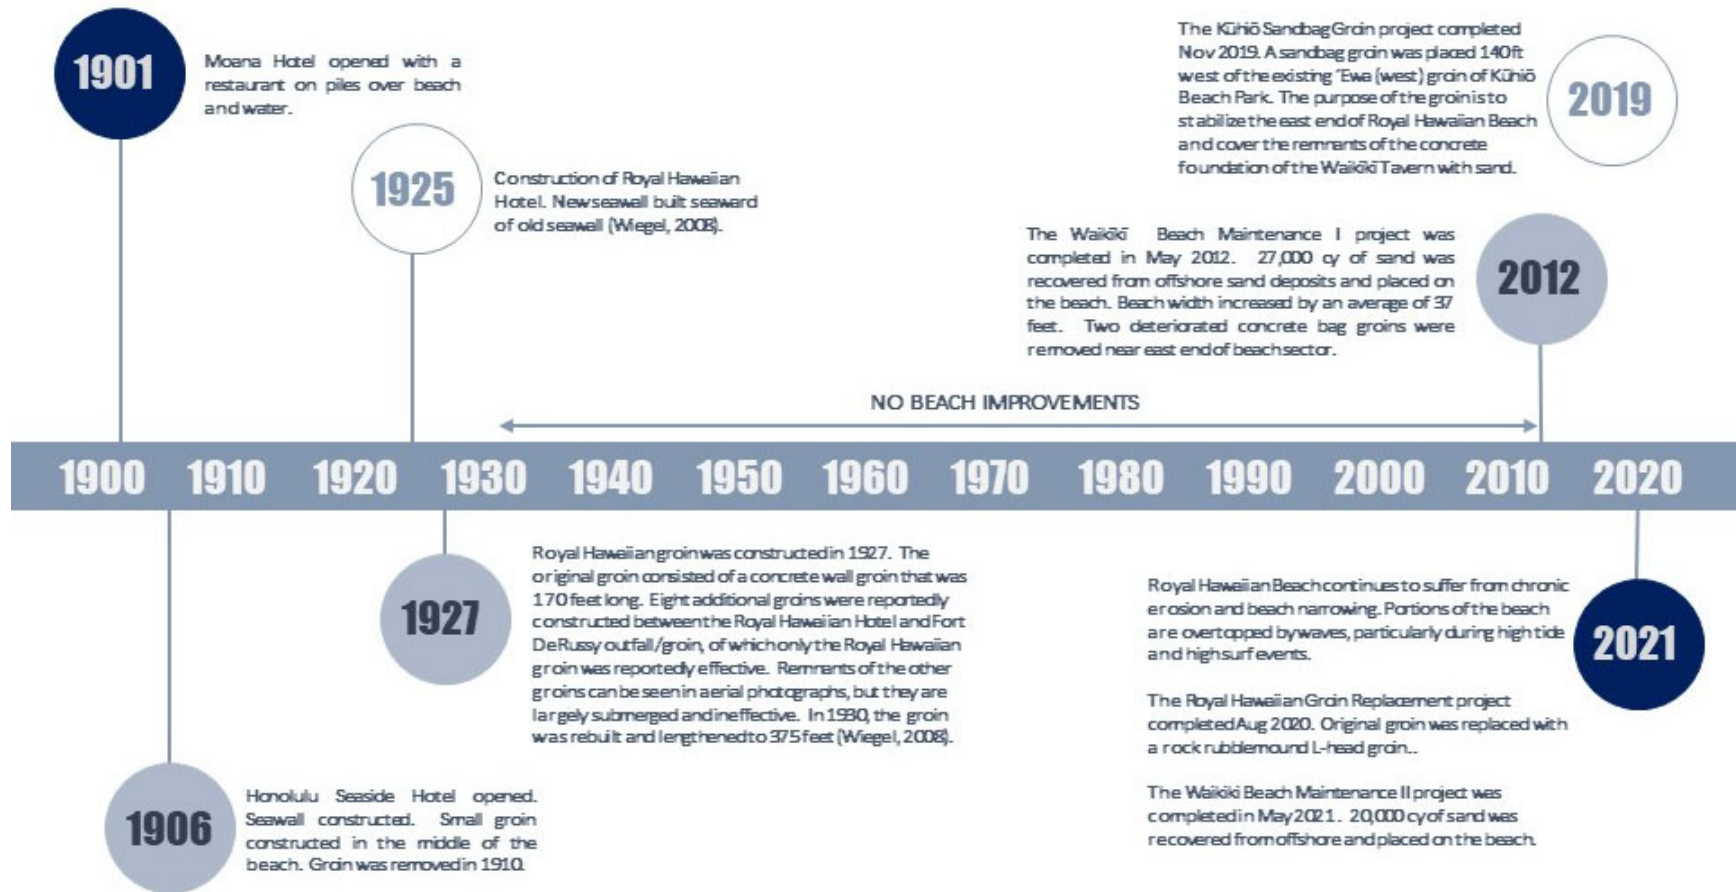 1901
Moana Hotel opened with a
restaurant on piles over beach
and water.
1925
Construction of Royal Hawaiian
Hotel. New seawall built seaward
of old seawall (Wiegel, 2008).
The Kūhiō Sandbag Groin project completed
Nov 2019. A sandbag groin was placed 140ft
west of the existing ‘Ewa (west) groin of Kūhiō
Beach Park. The purpose of the groin is to
stabilize the east end of Royal Hawaiian Beach
and cover the remnants of the concrete
foundation of the Waikīkī Tavern with sand.
2019
The Waikīkī Beach Maintenance I project was
completed in May 2012. 27,000 cy of sand was
recovered from offshore sand deposits and placed on
the beach. Beach width increased by an average of 37
feet. Two deteriorated concrete bag groins were
removed near east end of beach sector.
2012
NO BEACH IMPROVEMENTS
1900 1910 1920 1930 1940 1950 1960 1970 1980 1990 2000 2010 2020
1927
Royal Hawaiian groin was constructed in 1927. The
original groin consisted of a concrete wall groin that was
170 feet long. Eight additional groins were reportedly
constructed between the Royal Hawaiian Hotel and Fort
DeRussy outfall/groin, of which only the Royal Hawaiian
groin was reportedly effective. Remnants of the other
groins can be seen in aerial photographs, but they are
largely submerged and ineffective. In 1930, the groin
was rebuilt and lengthened to 375 feet (Wiegel, 2008).
1906
Honolulu Seaside Hotel opened.
Seawall constructed. Small groin
constructed in the middle of the
beach. Groin was removed in 1910.
Royal Hawaiian Beach continues to suffer from chronic
erosion and beach narrowing. Portions of the beach
are overtopped by waves, particularly during high tide
and high surf events.
The Royal Hawaiian Groin Replacement project
completed Aug 2020. Original groin was replaced with
a rock rubblemound L-head groin..
The Waikiki Beach Maintenance II project was
completed in May 2021. 20,000 cy of sand was
recovered from offshore and placed on the beach.
2021